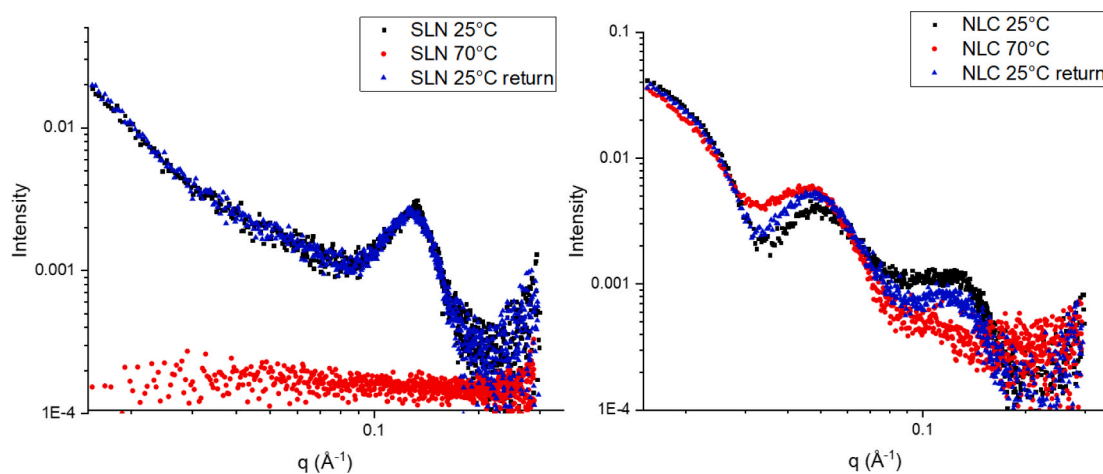 SLN 25°C
SLN 70°C
SLN 25°C return
0.01
0.001
1E-4
Intensity
0.1
q (Å⁻¹)
NLC 25°C
NLC 70°C
NLC 25°C return
0.1
0.01
0.001
1E-4
Intensity
0.1
q (Å⁻¹)